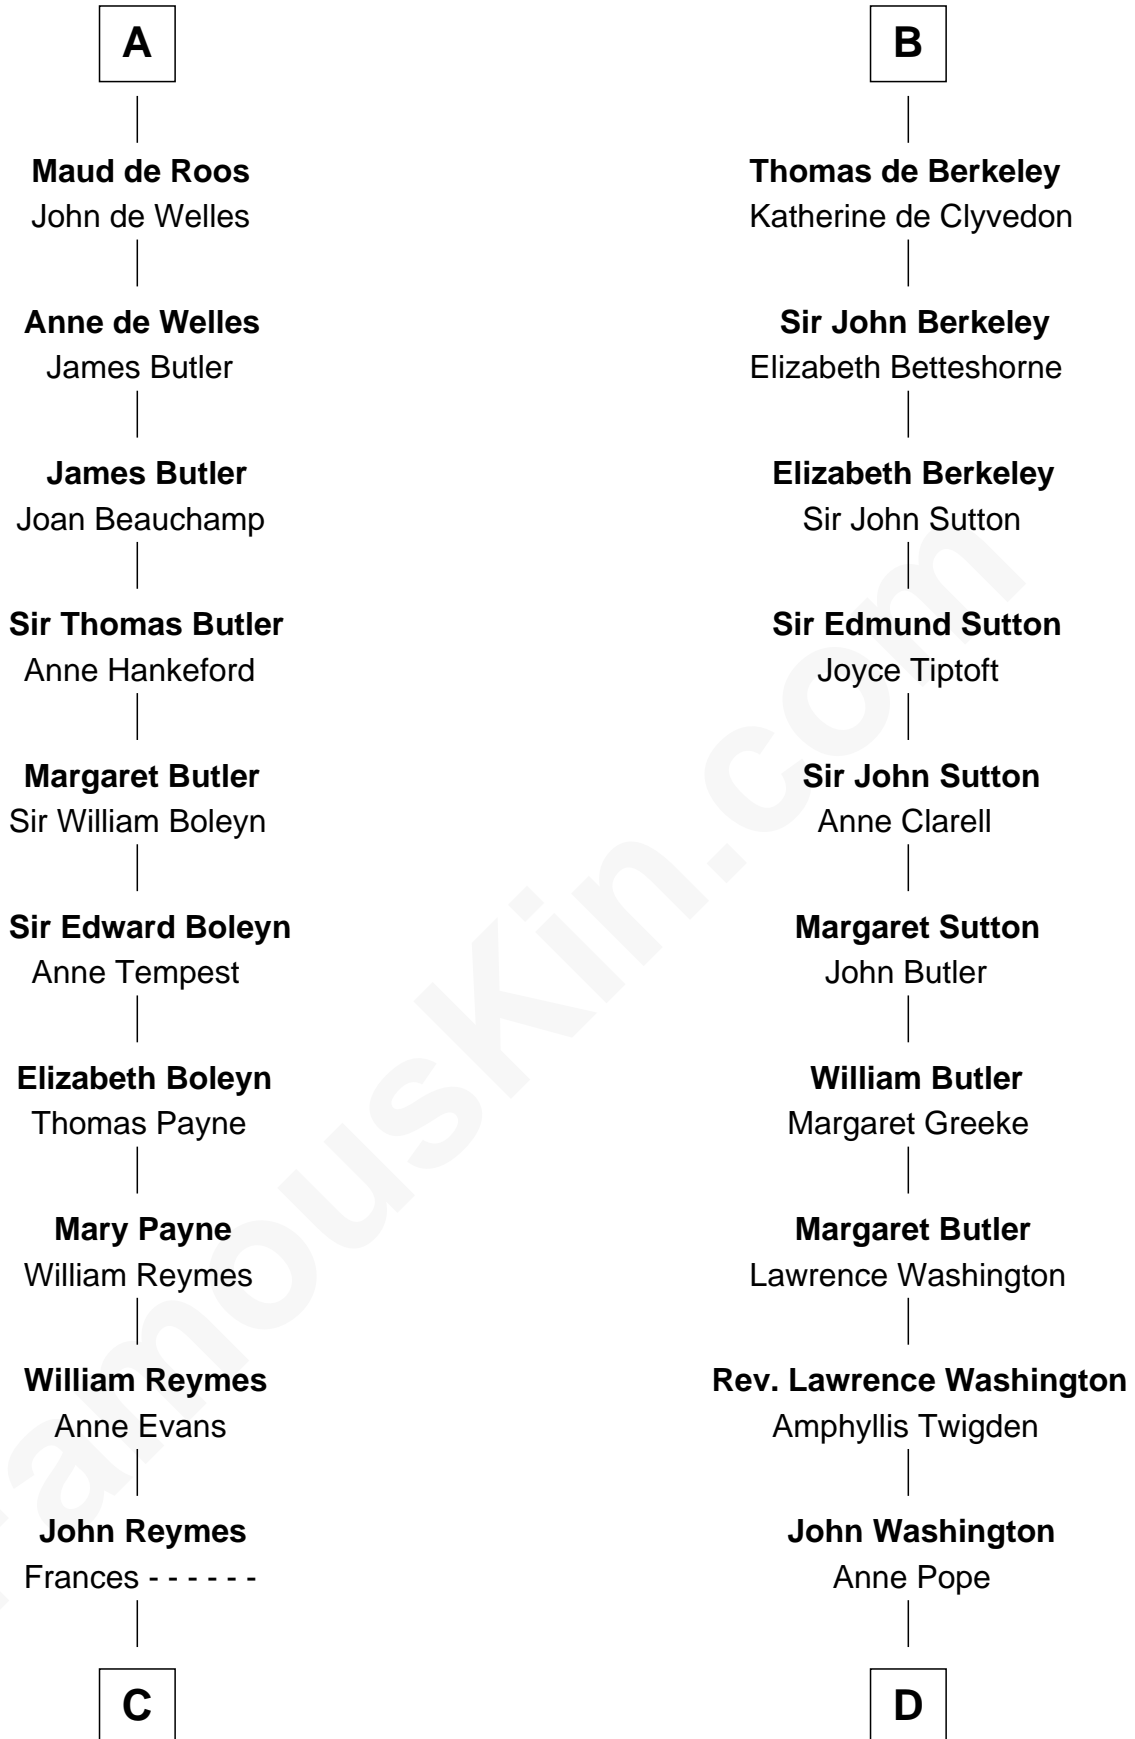 A
Maud de Roos
John de Welles
Anne de Welles
James Butler
James Butler
Joan Beauchamp
Sir Thomas Butler
Anne Hankeford
Margaret Butler
Sir William Boleyn
Sir Edward Boleyn
Anne Tempest
Elizabeth Boleyn
Thomas Payne
Mary Payne
William Reymes
William Reymes
Anne Evans
John Reymes
Frances - - - - - -
C
B
Thomas de Berkeley
Katherine de Clyvedon
Sir John Berkeley
Elizabeth Betteshorne
Elizabeth Berkeley
Sir John Sutton
Sir Edmund Sutton
Joyce Tiptoft
Sir John Sutton
Anne Clarell
Margaret Sutton
John Butler
William Butler
Margaret Greeke
Margaret Butler
Lawrence Washington
Rev. Lawrence Washington
Amphyllis Twigden
John Washington
Anne Pope
D
FamousKin.com